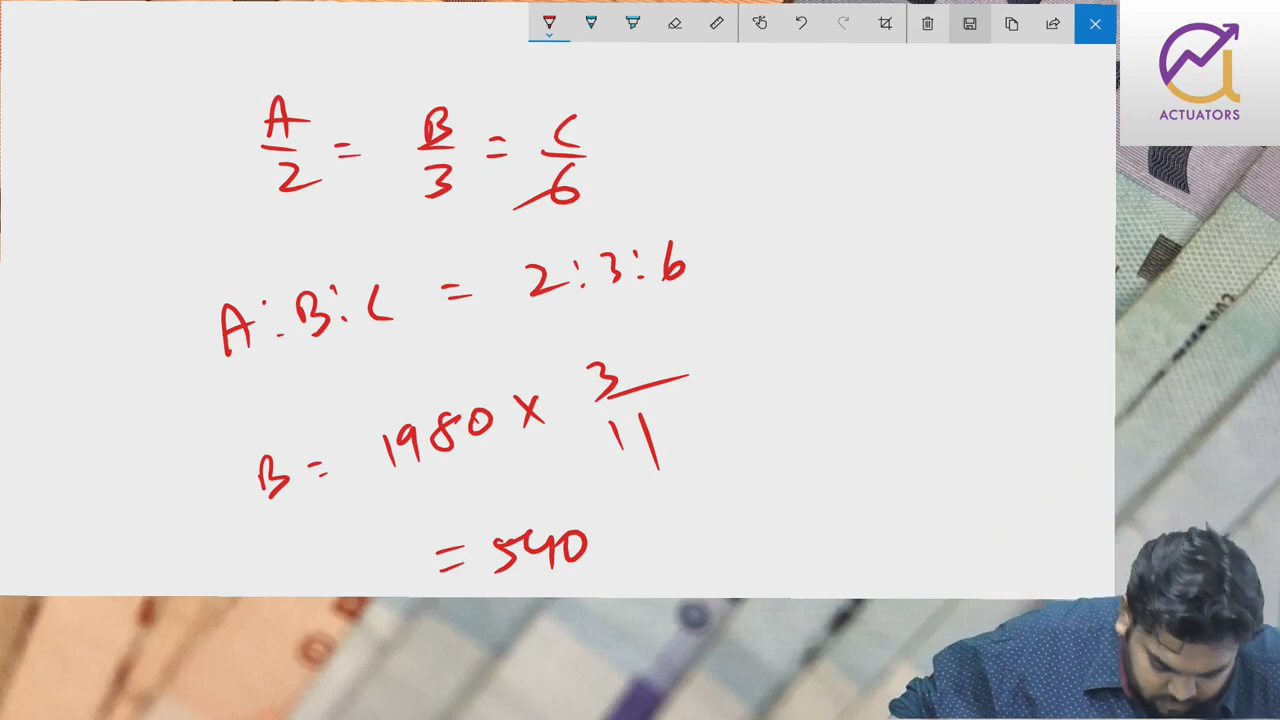 ACTUATORS
A/2 = B/3 = C/6
A:B:C = 2:3:6
B = 1980 × 3/11
= 540